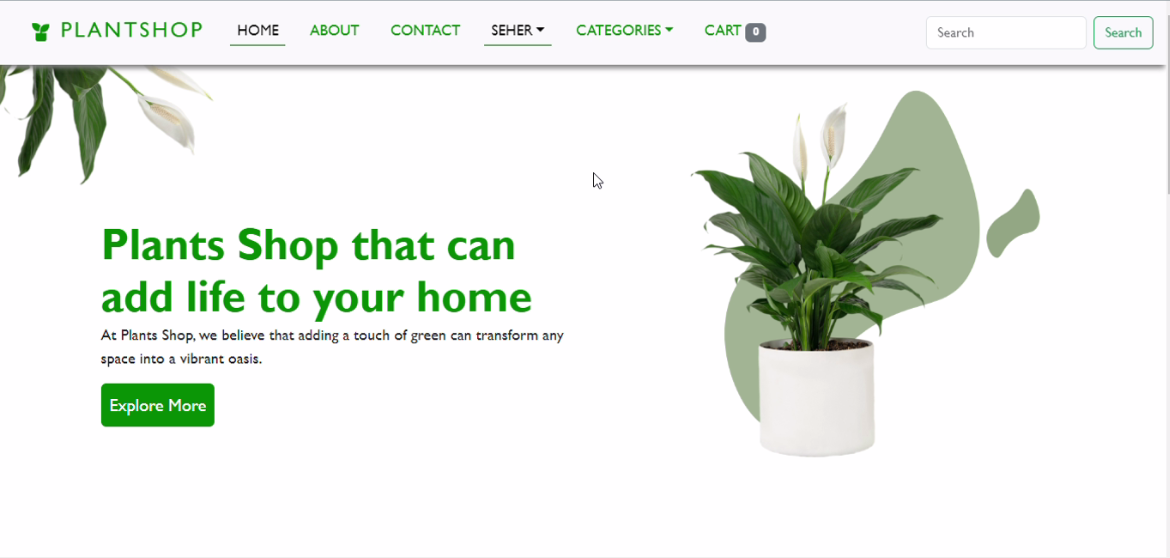 PLANTSHOP HOME ABOUT CONTACT SEHER CATEGORIES CART 0 Search Search
Plants Shop that can
add life to your home
At Plants Shop, we believe that adding a touch of green can transform any
space into a vibrant oasis.
Explore More